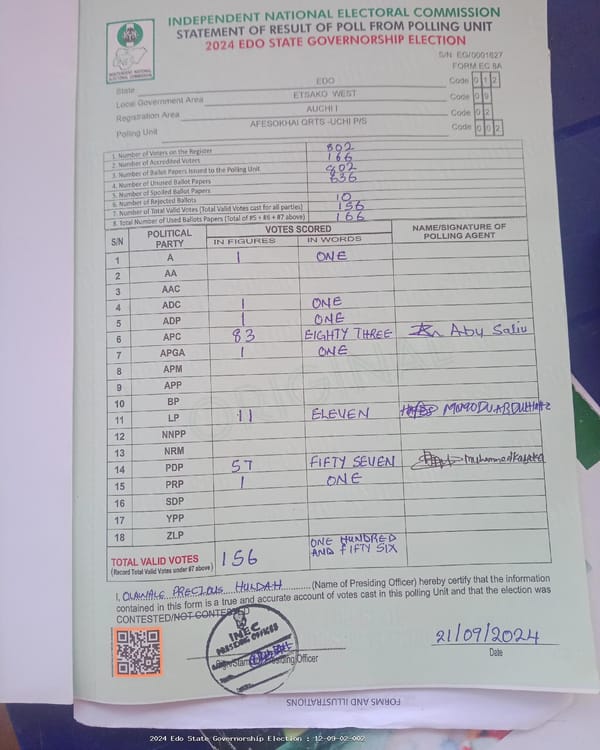 INDEPENDENT NATIONAL ELECTORAL COMMISSION
STATEMENT OF RESULT OF POLL FROM POLLING UNIT
2024 EDO STATE GOVERNORSHIP ELECTION
S/N: EG/0001627
FORM EC 8A
INDEPENDENT NATIONAL ELECTORAL COMMISSION
State EDO Code 0 1 2
Local Government Area ETSAKO WEST Code 0 9
Registration Area AUCHI I Code 0 2
Polling Unit AFESOKHAI QRTS -UCHI P/S Code 0 0 2
1. Number of Voters on the Register 802
2. Number of Accredited Voters 166
3. Number of Ballot Papers Issued to the Polling Unit 802
4. Number of Unused Ballot Papers 636
5. Number of Spoiled Ballot Papers
6. Number of Rejected Ballots 10
7. Number of Total Valid Votes (Total Valid Votes cast for all parties) 156
8. Total Number of Used Ballots Papers (Total of #5 + #6 + #7 above) 166
S/N POLITICAL PARTY VOTES SCORED NAME/SIGNATURE OF POLLING AGENT
IN FIGURES IN WORDS
1 A 1 ONE
2 AA
3 AAC
4 ADC 1 ONE
5 ADP 1 ONE
6 APC 83 EIGHTY THREE Abu Saliu
7 APGA 1 ONE
8 APM
9 APP
10 BP
11 LP 11 ELEVEN
12 NNPP
13 NRM
14 PDP 57 FIFTY SEVEN
15 PRP 1 ONE
16 SDP
17 YPP
18 ZLP
TOTAL VALID VOTES 156 ONE HUNDRED AND FIFTY SIX
(Record Total Valid Votes under #7 above)
ORIGINAL
I, OLAWALE PRECIOUS HULDAH (Name of Presiding Officer) hereby certify that the information
contained in this form is a true and accurate account of votes cast in this polling Unit and that the election was
CONTESTED/NOT CONTESTED
INEC
PRESIDING OFFICER
Presiding Officer
21/09/2024
Date
FORMS AND ILLUSTRATIONS
2024 Edo State Governorship Election : 12-09-02-002